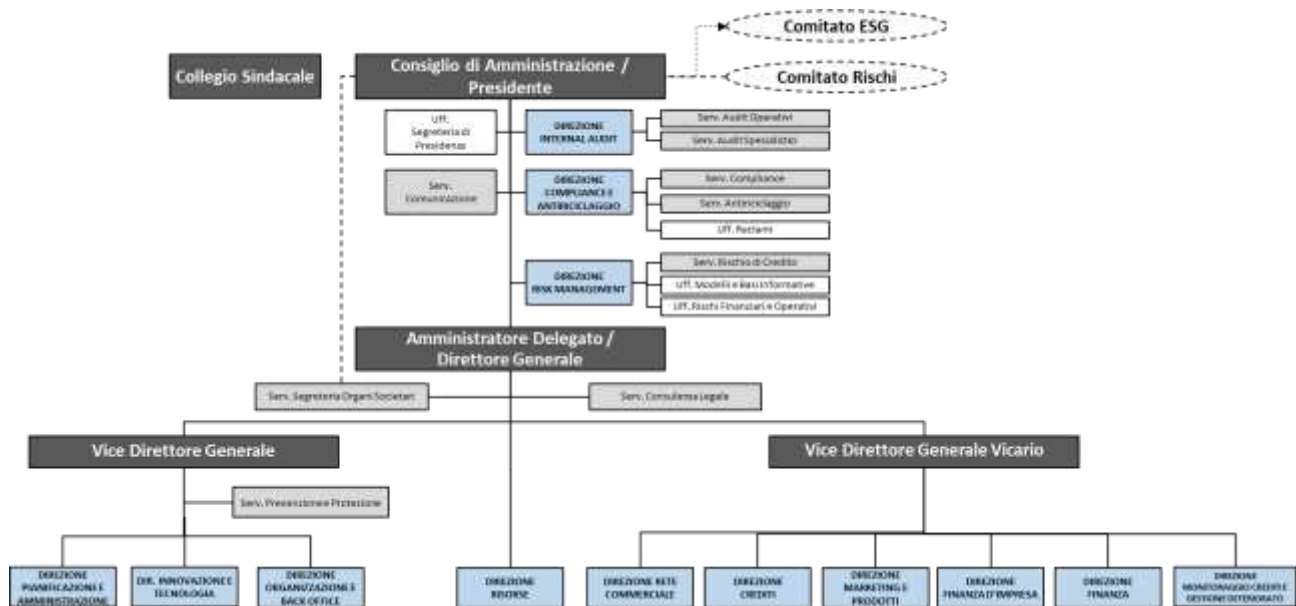 Comitato ESG
Collegio Sindacale
Consiglio di Amministrazione /
Presidente
Comitato Rischi
Uff.
Segreteria di
Presidenza
DIREZIONE
INTERNAL AUDIT
Serv. Audit Operativi
Serv. Audit Specialistici
Serv.
Comunicazione
DIREZIONE
COMPLIANCE E
ANTIRICICLAGGIO
Serv. Compliance
Serv. Antiriciclaggio
Uff. Reclami
DIREZIONE
RISK MANAGEMENT
Serv. Rischio di Credito
Uff. Modelli e Basi Informative
Uff. Rischi Finanziari e Operativi
Amministratore Delegato /
Direttore Generale
Serv. Segreteria Organi Societari
Serv. Consulenza Legale
Vice Direttore Generale
Vice Direttore Generale Vicario
Serv. Prevenzione e Protezione
DIREZIONE
PIANIFICAZIONE E
AMMINISTRAZIONE
DIR. INNOVAZIONE E
TECNOLOGIA
DIREZIONE
ORGANIZZAZIONE E
BACK OFFICE
DIREZIONE
RISORSE
DIREZIONE RETE
COMMERCIALE
DIREZIONE
CREDITI
DIREZIONE
MARKETING E
PRODOTTI
DIREZIONE
FINANZA D'IMPRESA
DIREZIONE
FINANZA
DIREZIONE
MONITORAGGIO CREDITI E
GESTIONE DETERIORATO